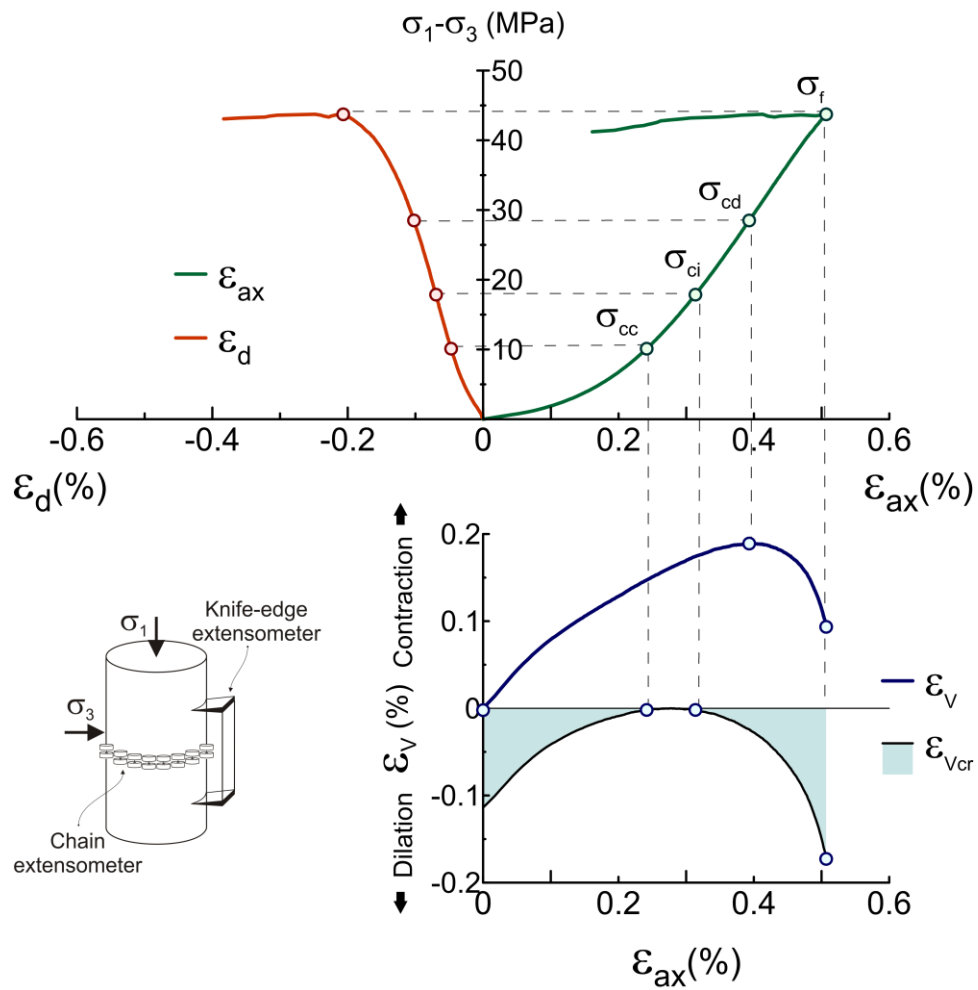 σ1-σ3 (MPa)
50
40
30
20
10
σf
σcd
σci
σcc
εax
εd
-0.6
-0.4
-0.2
0
0.2
0.4
0.6
εd(%)
εax(%)
Dilation εV (%) Contraction
0.2
0.1
0
-0.1
-0.2
εV
εVcr
0
0.2
0.4
0.6
εax(%)
Knife-edge
extensometer
σ1
σ3
Chain
extensometer